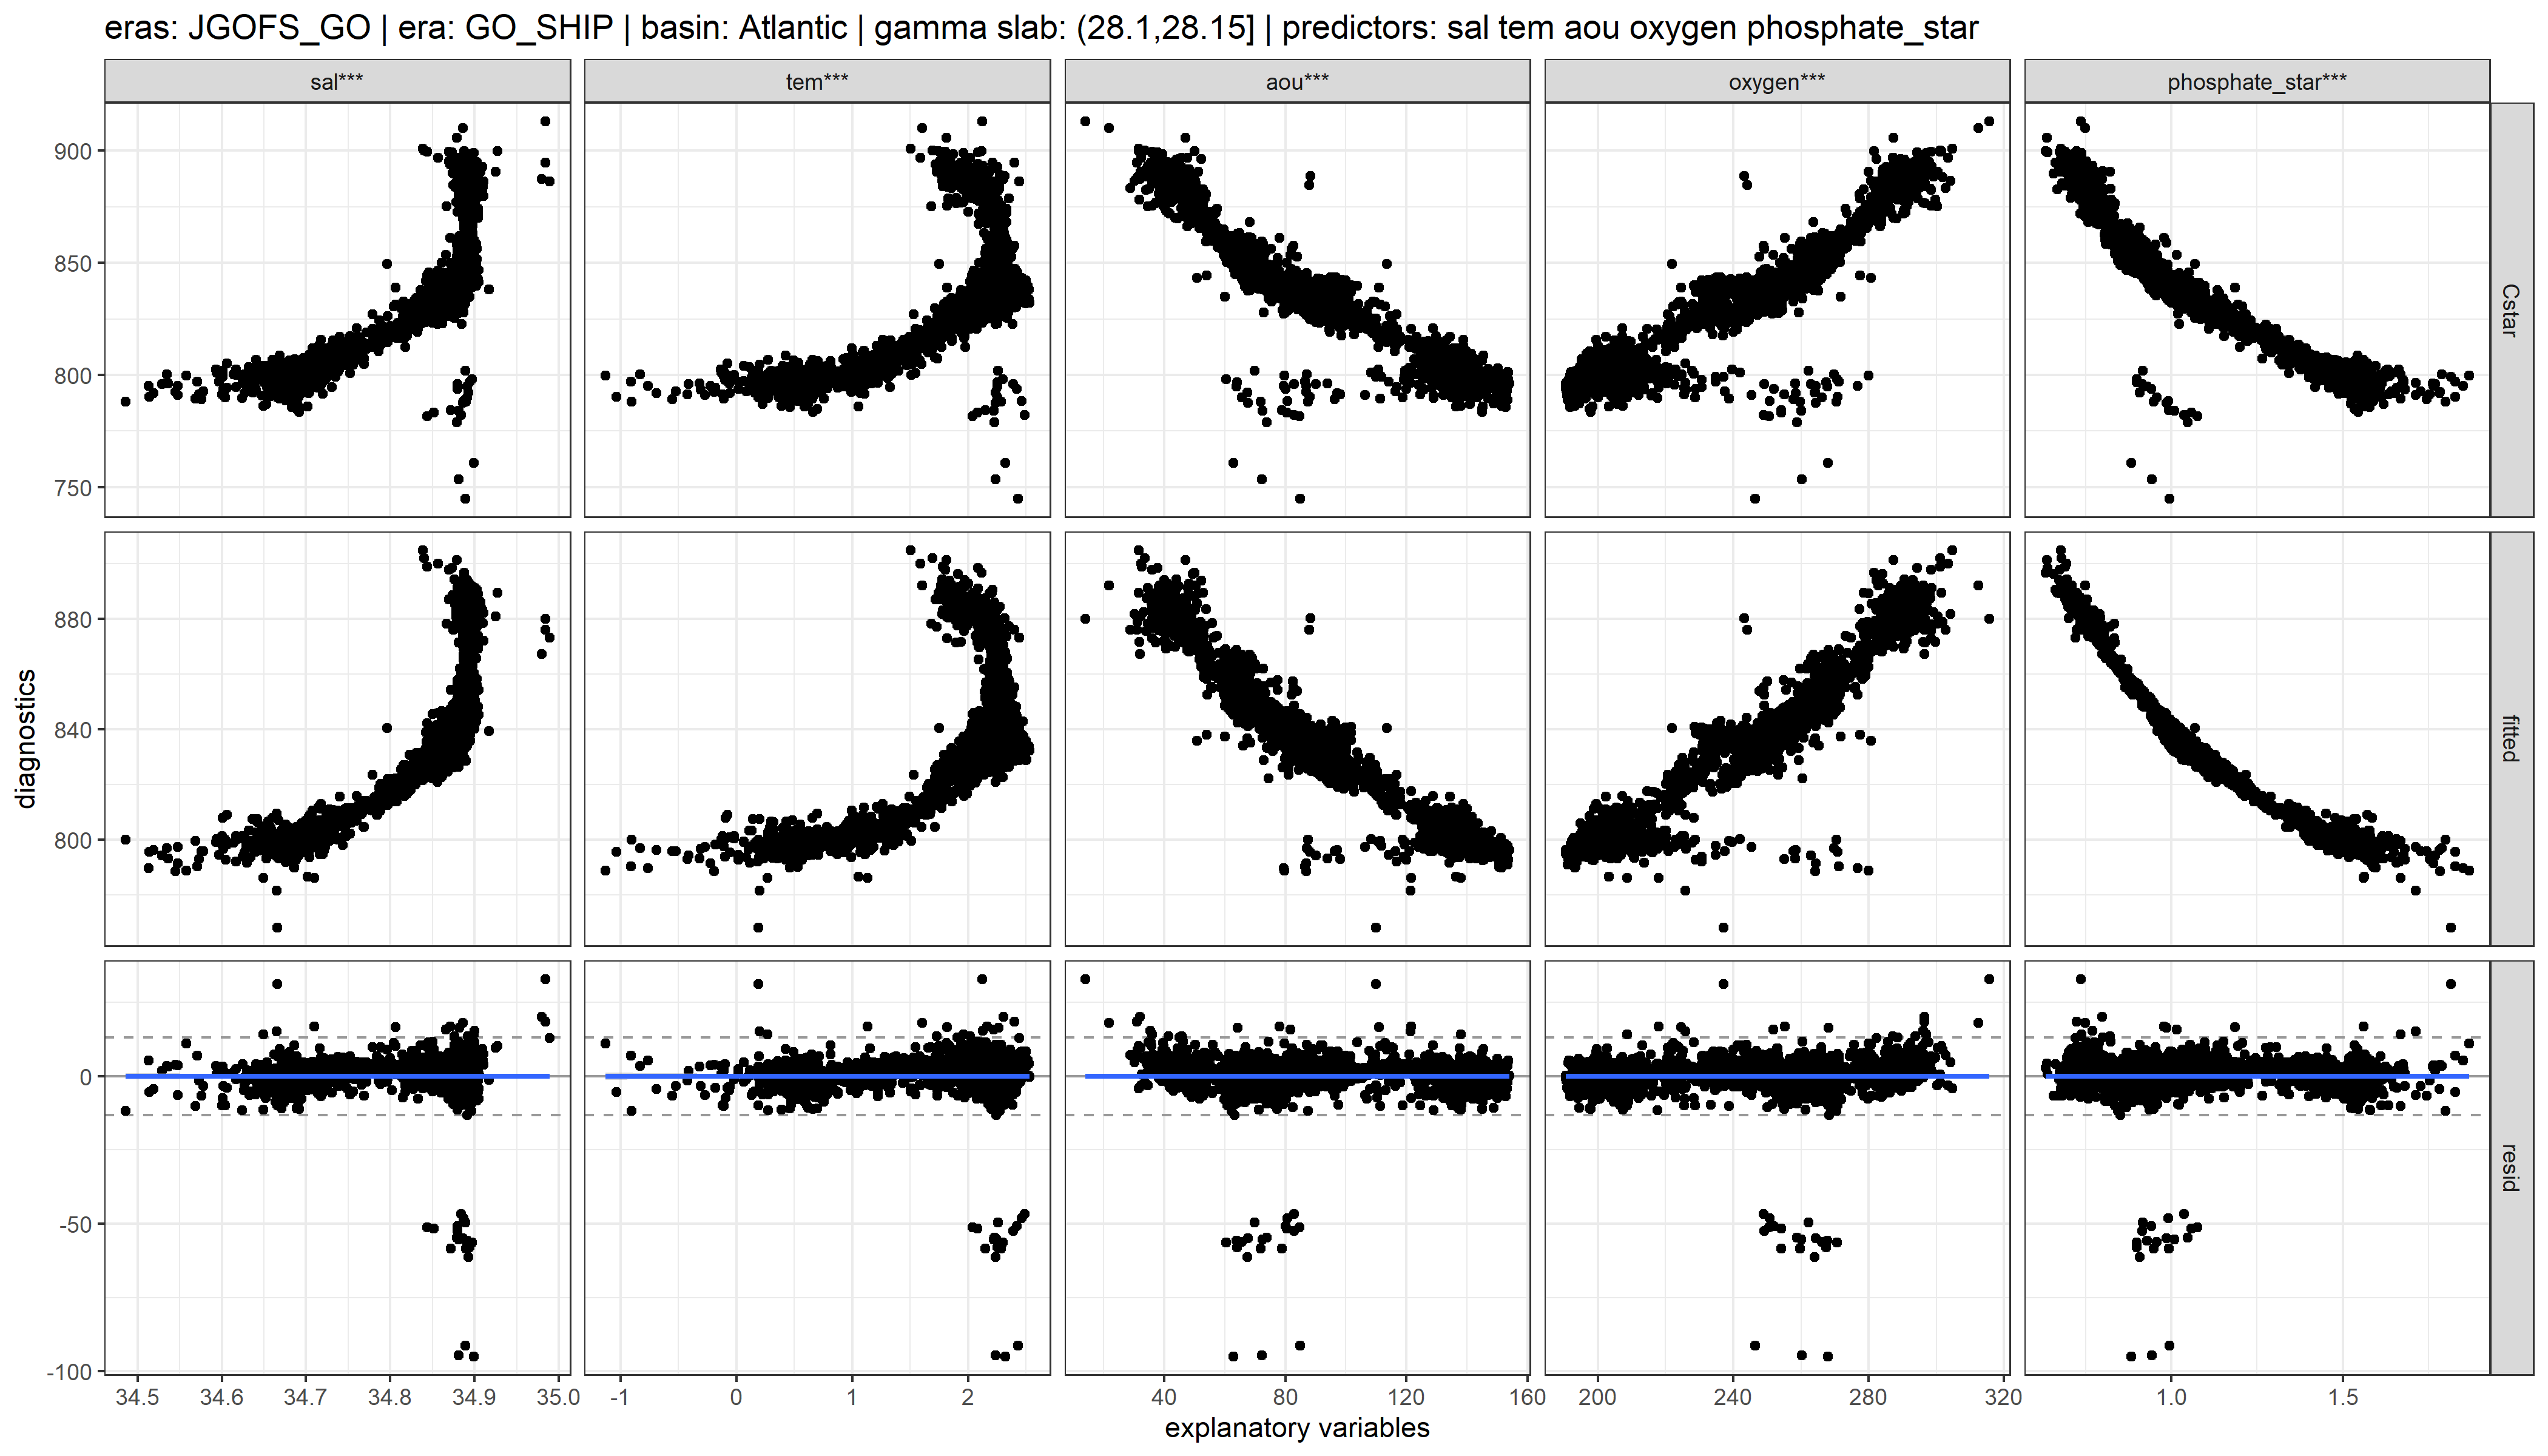 eras: JGOFS_GO | era: GO_SHIP | basin: Atlantic | gamma slab: (28.1,28.15] | predictors: sal tem aou oxygen phosphate_star
sal*** tem*** aou*** oxygen*** phosphate_star***
900
850
800
750
Cstar
880
840
800
fitted
diagnostics
0
-50
-100
resid
34.5 34.6 34.7 34.8 34.9 35.0 -1 0 1 2 40 80 120 160 200 240 280 320 1.0 1.5
explanatory variables